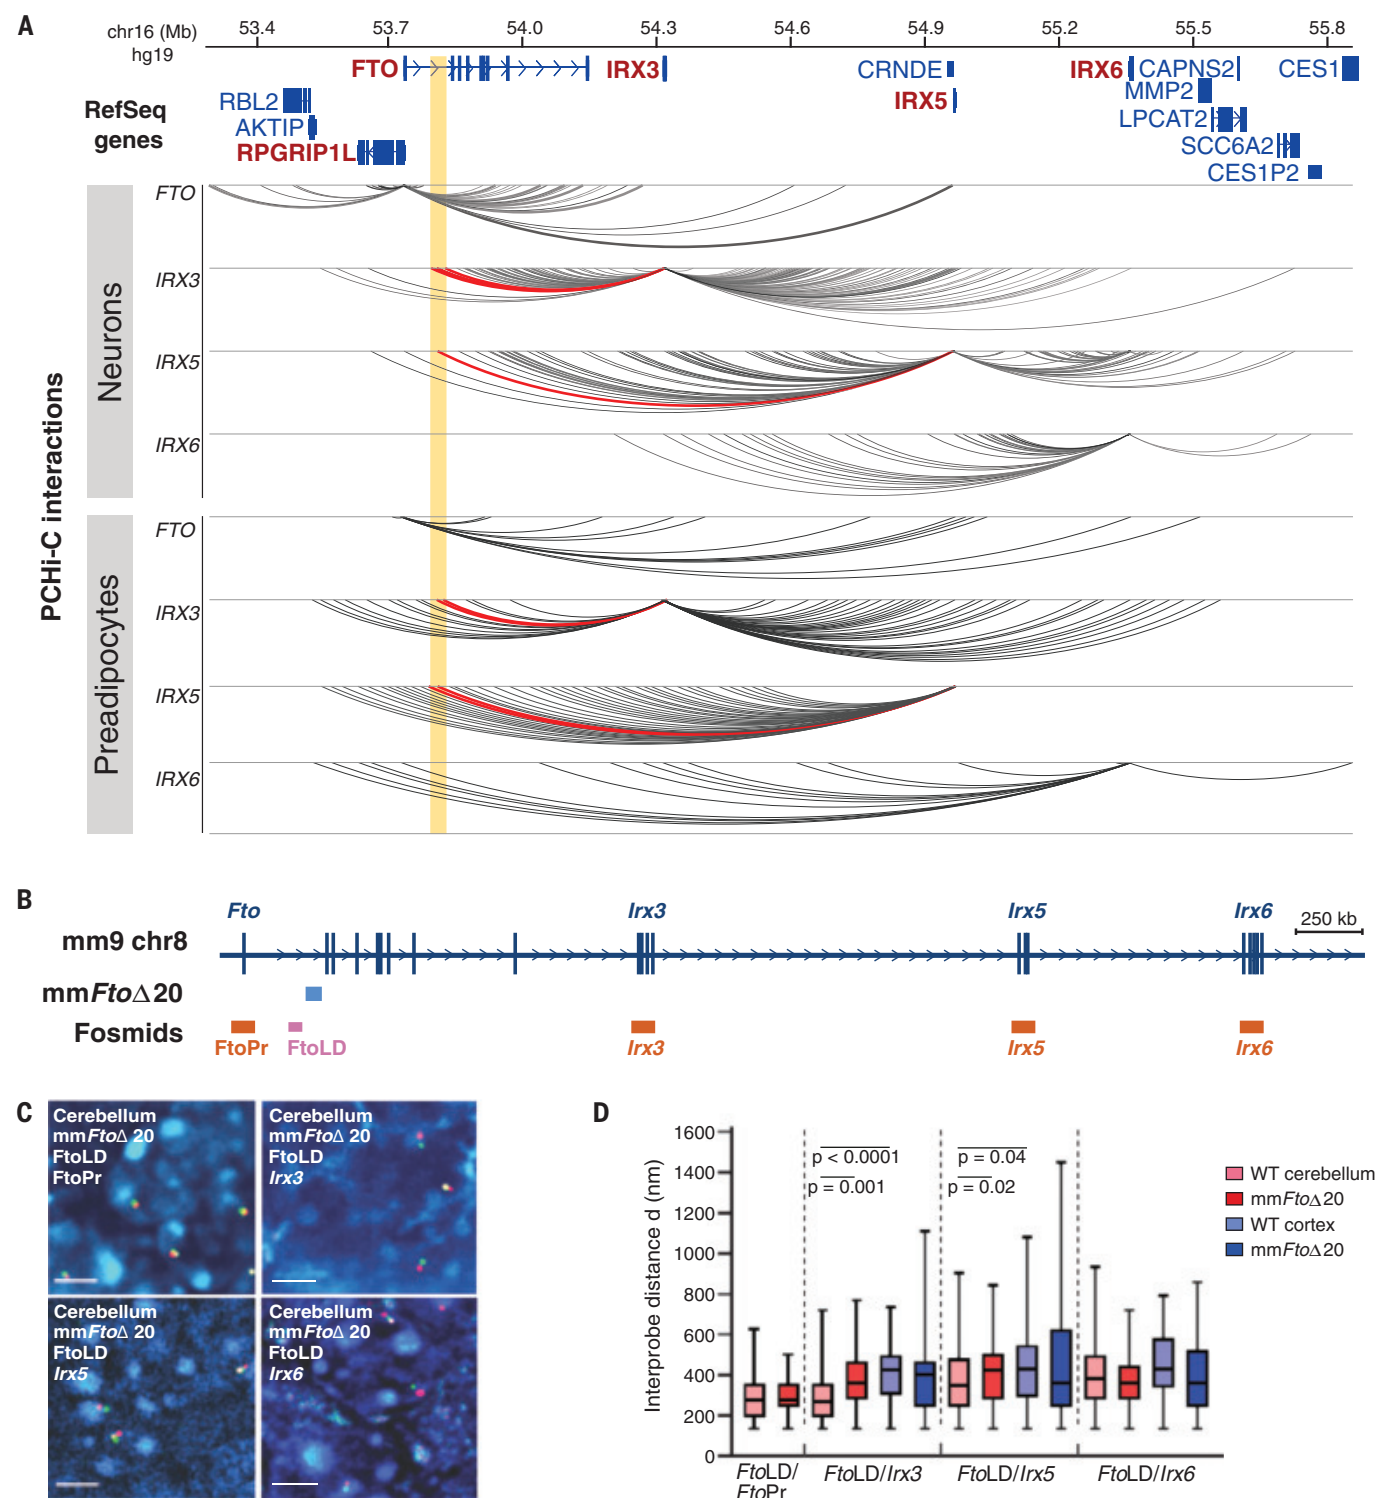 A
chr16 (Mb)
hg19
53.4 53.7 54.0 54.3 54.6 54.9 55.2 55.5 55.8
RefSeq
genes
FTO IRX3 CRNDE IRX6 CAPNS2 CES1
RBL2 IRX5 MMP2
AKTIP LPCAT2
RPGRIP1L SCC6A2
CES1P2
PCHi-C interactions
Neurons
FTO
IRX3
IRX5
IRX6
Preadipocytes
FTO
IRX3
IRX5
IRX6
B
Fto Irx3 Irx5 Irx6
250 kb
mm9 chr8
mmFtoΔ20
Fosmids
FtoPr FtoLD Irx3 Irx5 Irx6
C
Cerebellum
mmFtoΔ 20
FtoLD
FtoPr
Cerebellum
mmFtoΔ 20
FtoLD
Irx3
Cerebellum
mmFtoΔ 20
FtoLD
Irx5
Cerebellum
mmFtoΔ 20
FtoLD
Irx6
D
Interprobe distance d (nm)
1600
1400
1200
1000
800
600
400
200
0
p < 0.0001
p = 0.001
p = 0.04
p = 0.02
WT cerebellum
mmFtoΔ20
WT cortex
mmFtoΔ20
FtoLD/
FtoPr
FtoLD/Irx3
FtoLD/Irx5
FtoLD/Irx6